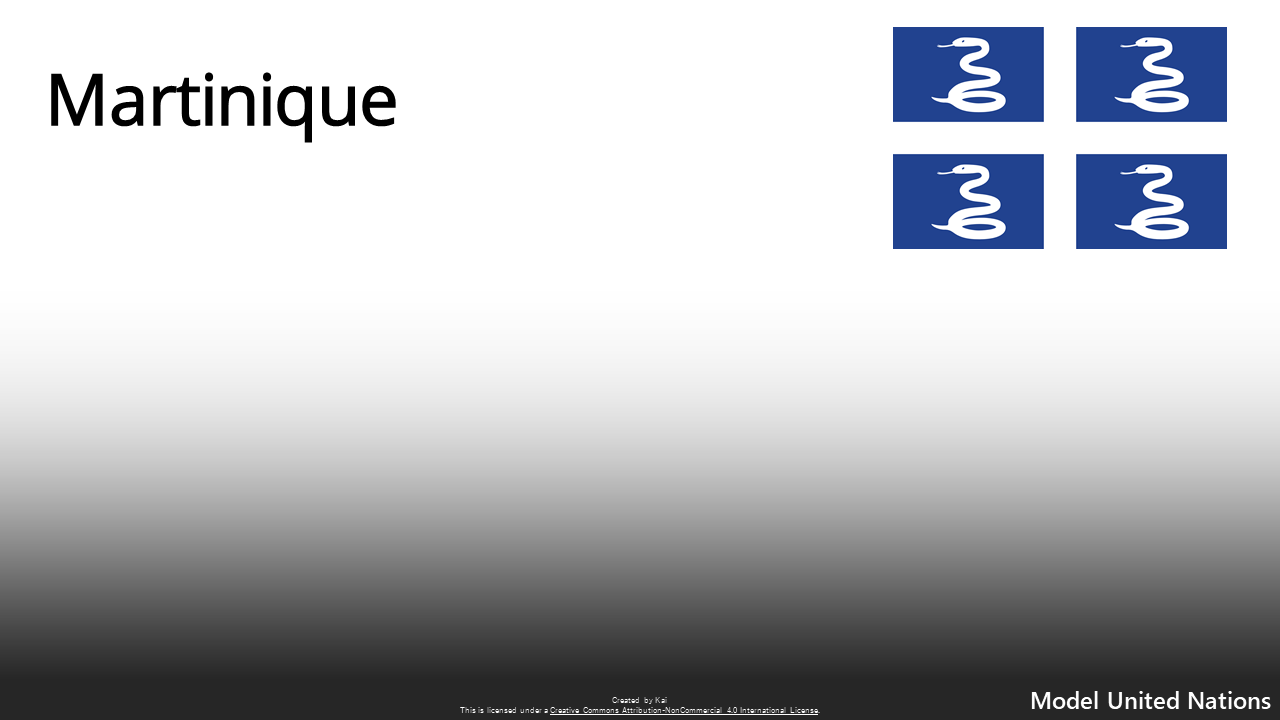 Martinique
Created by Kai
This is licensed under a Creative Commons Attribution-NonCommercial 4.0 International License.
Model United Nations